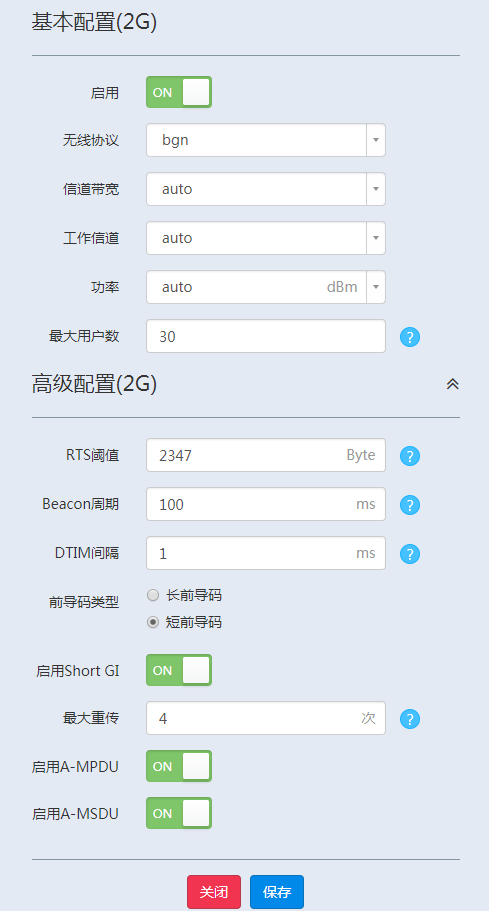 基本配置(2G)
启用 ON
无线协议 bgn
信道带宽 auto
工作信道 auto
功率 auto dBm
最大用户数 30 ?
高级配置(2G)
RTS阈值 2347 Byte ?
Beacon周期 100 ms ?
DTIM间隔 1 ms ?
前导码类型 长前导码
短前导码
启用Short GI ON
最大重传 4 次 ?
启用A-MPDU ON
启用A-MSDU ON
关闭 保存